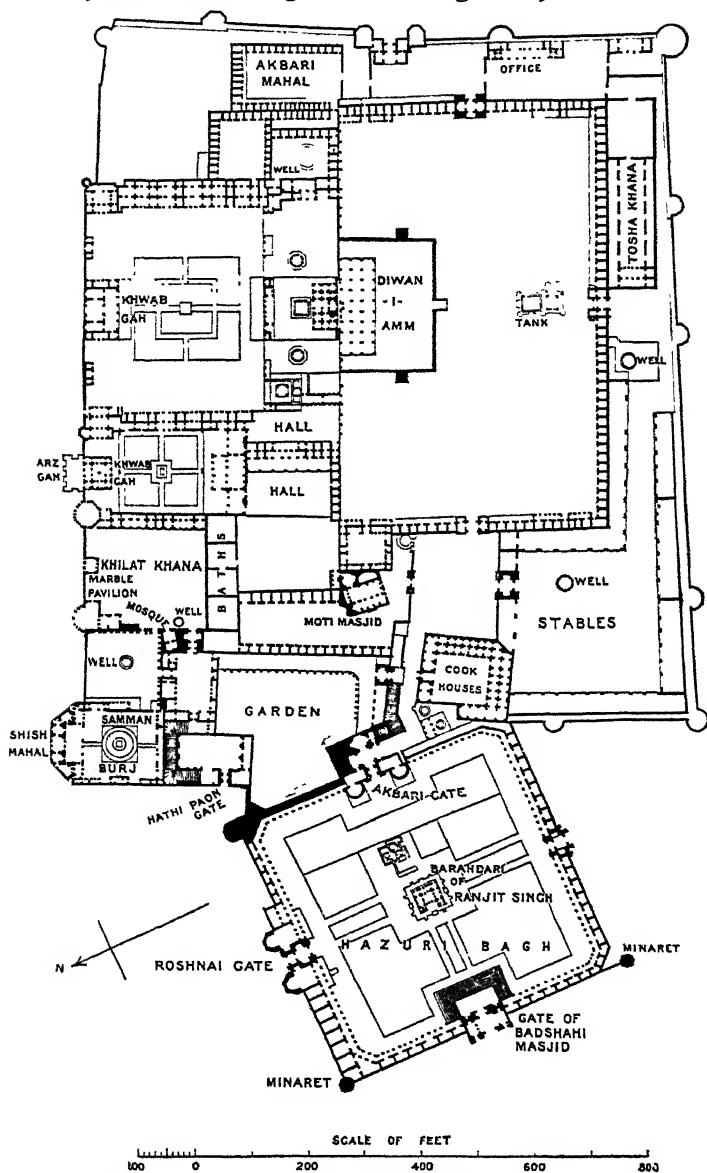 AKBARI
MAHAL
OFFICE
WELL
TOSHA KHANA
KHWAB
GAH
DIWAN
-I-
AMM
TANK
WELL
HALL
ARZ
GAH
KHWAB
GAH
HALL
KHILAT KHANA
MARBLE
PAVILION
BATHS
MOSQUE
WELL
MOTI MASJID
WELL
STABLES
WELL
COOK
HOUSES
GARDEN
SHISH
MAHAL
SAMMAN
BURJ
HATHI PAON
GATE
AKBARI GATE
BARAHDARI
OF
RANJIT SINGH
HAZURI BAGH
N
ROSHNAI GATE
MINARET
GATE OF
BADSHAHI
MASJID
MINARET
SCALE OF FEET
100 0 200 400 600 800